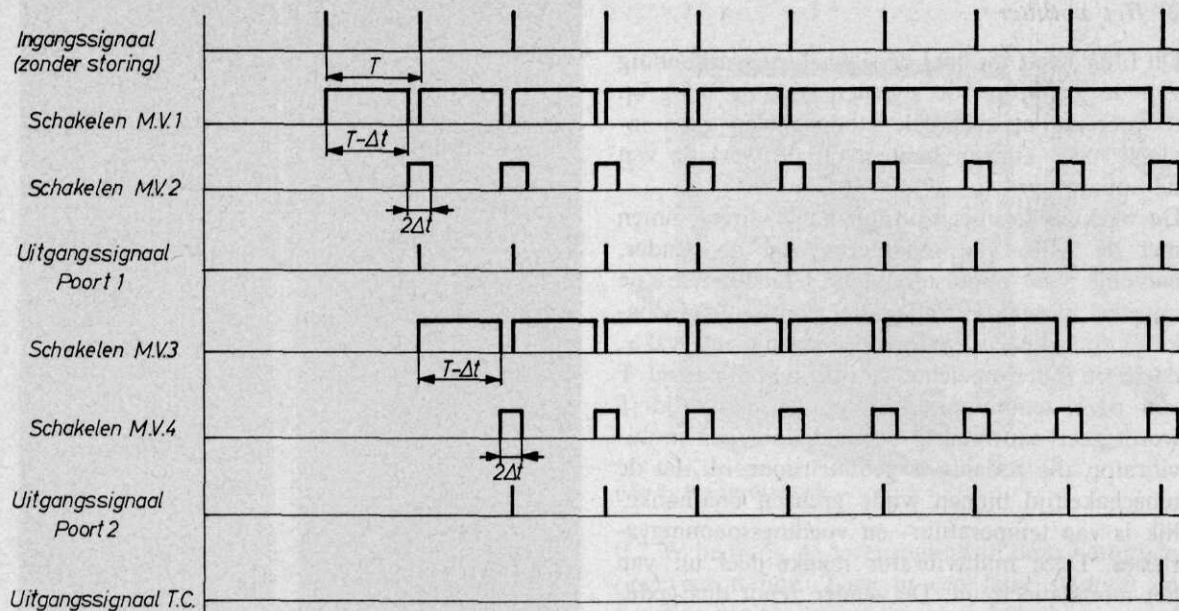 Ingangssignaal
(zonder storing)
T
Schakelen M.V.1
T-Δt
Schakelen M.V.2
2Δt
Uitgangssignaal
Poort 1
Schakelen M.V.3
T-Δt
Schakelen M.V.4
2Δt
Uitgangssignaal
Poort 2
Uitgangssignaal T.C.